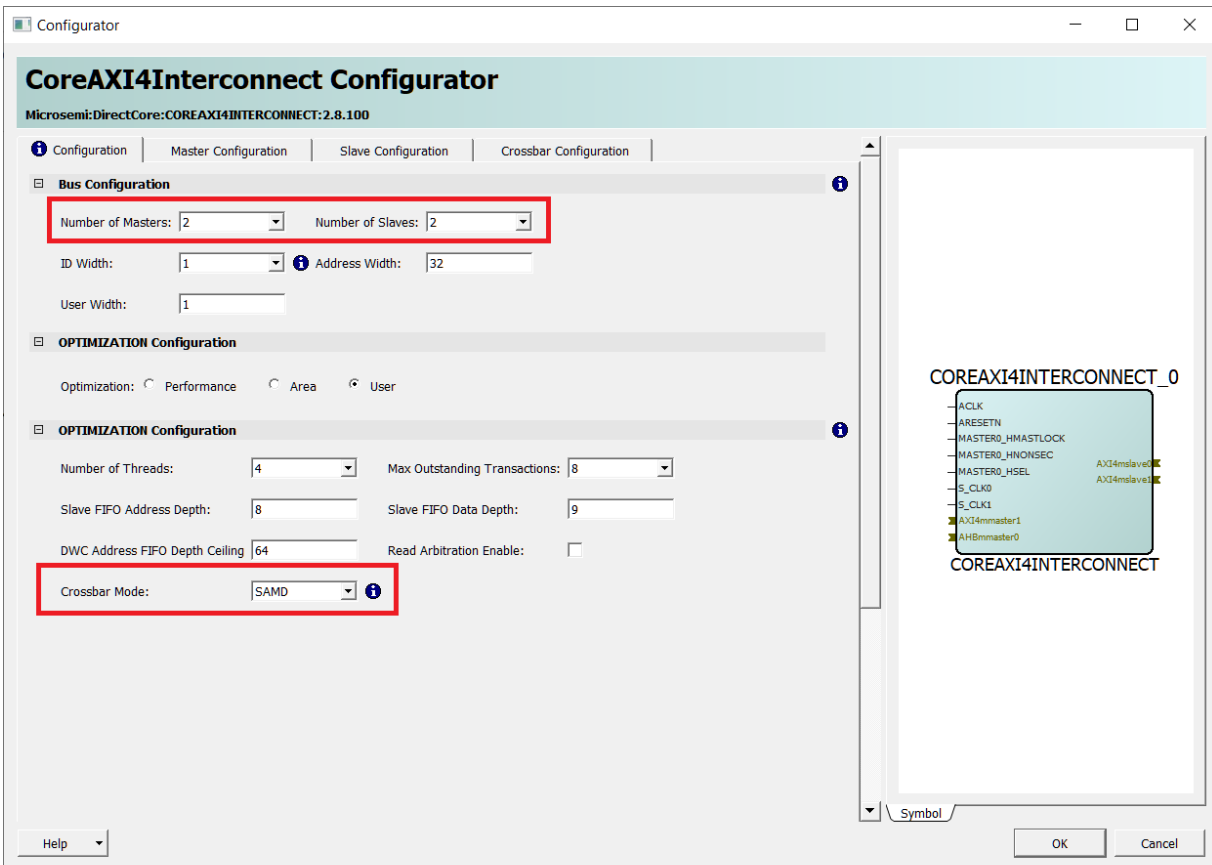 Configurator
CoreAXI4Interconnect Configurator
Microsemi:DirectCore:COREAXI4INTERCONNECT:2.8.100
Configuration Master Configuration Slave Configuration Crossbar Configuration
Bus Configuration
Number of Masters: 2 Number of Slaves: 2
ID Width: 1 Address Width: 32
User Width: 1
OPTIMIZATION Configuration
Optimization: Performance Area User
OPTIMIZATION Configuration
Number of Threads: 4 Max Outstanding Transactions: 8
Slave FIFO Address Depth: 8 Slave FIFO Data Depth: 9
DWC Address FIFO Depth Ceiling 64 Read Arbitration Enable:
Crossbar Mode: SAMD
COREAXI4INTERCONNECT_0
ACLK
ARESETN
MASTER0_HMASTLOCK
MASTER0_HNONSEC
MASTER0_HSEL
S_CLK0
S_CLK1
AXI4mmaster1
AHBmmaster0
AXI4mslave0
AXI4mslave1
COREAXI4INTERCONNECT
Symbol
Help OK Cancel